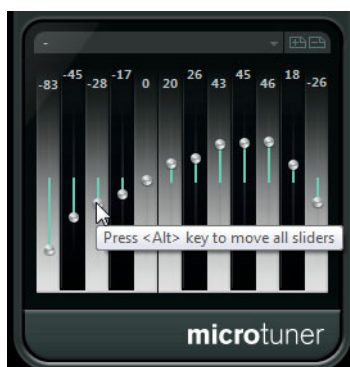 -
-83 -45 -28 -17 0 20 26 43 45 46 18 -26
Press <Alt> key to move all sliders
microtuner